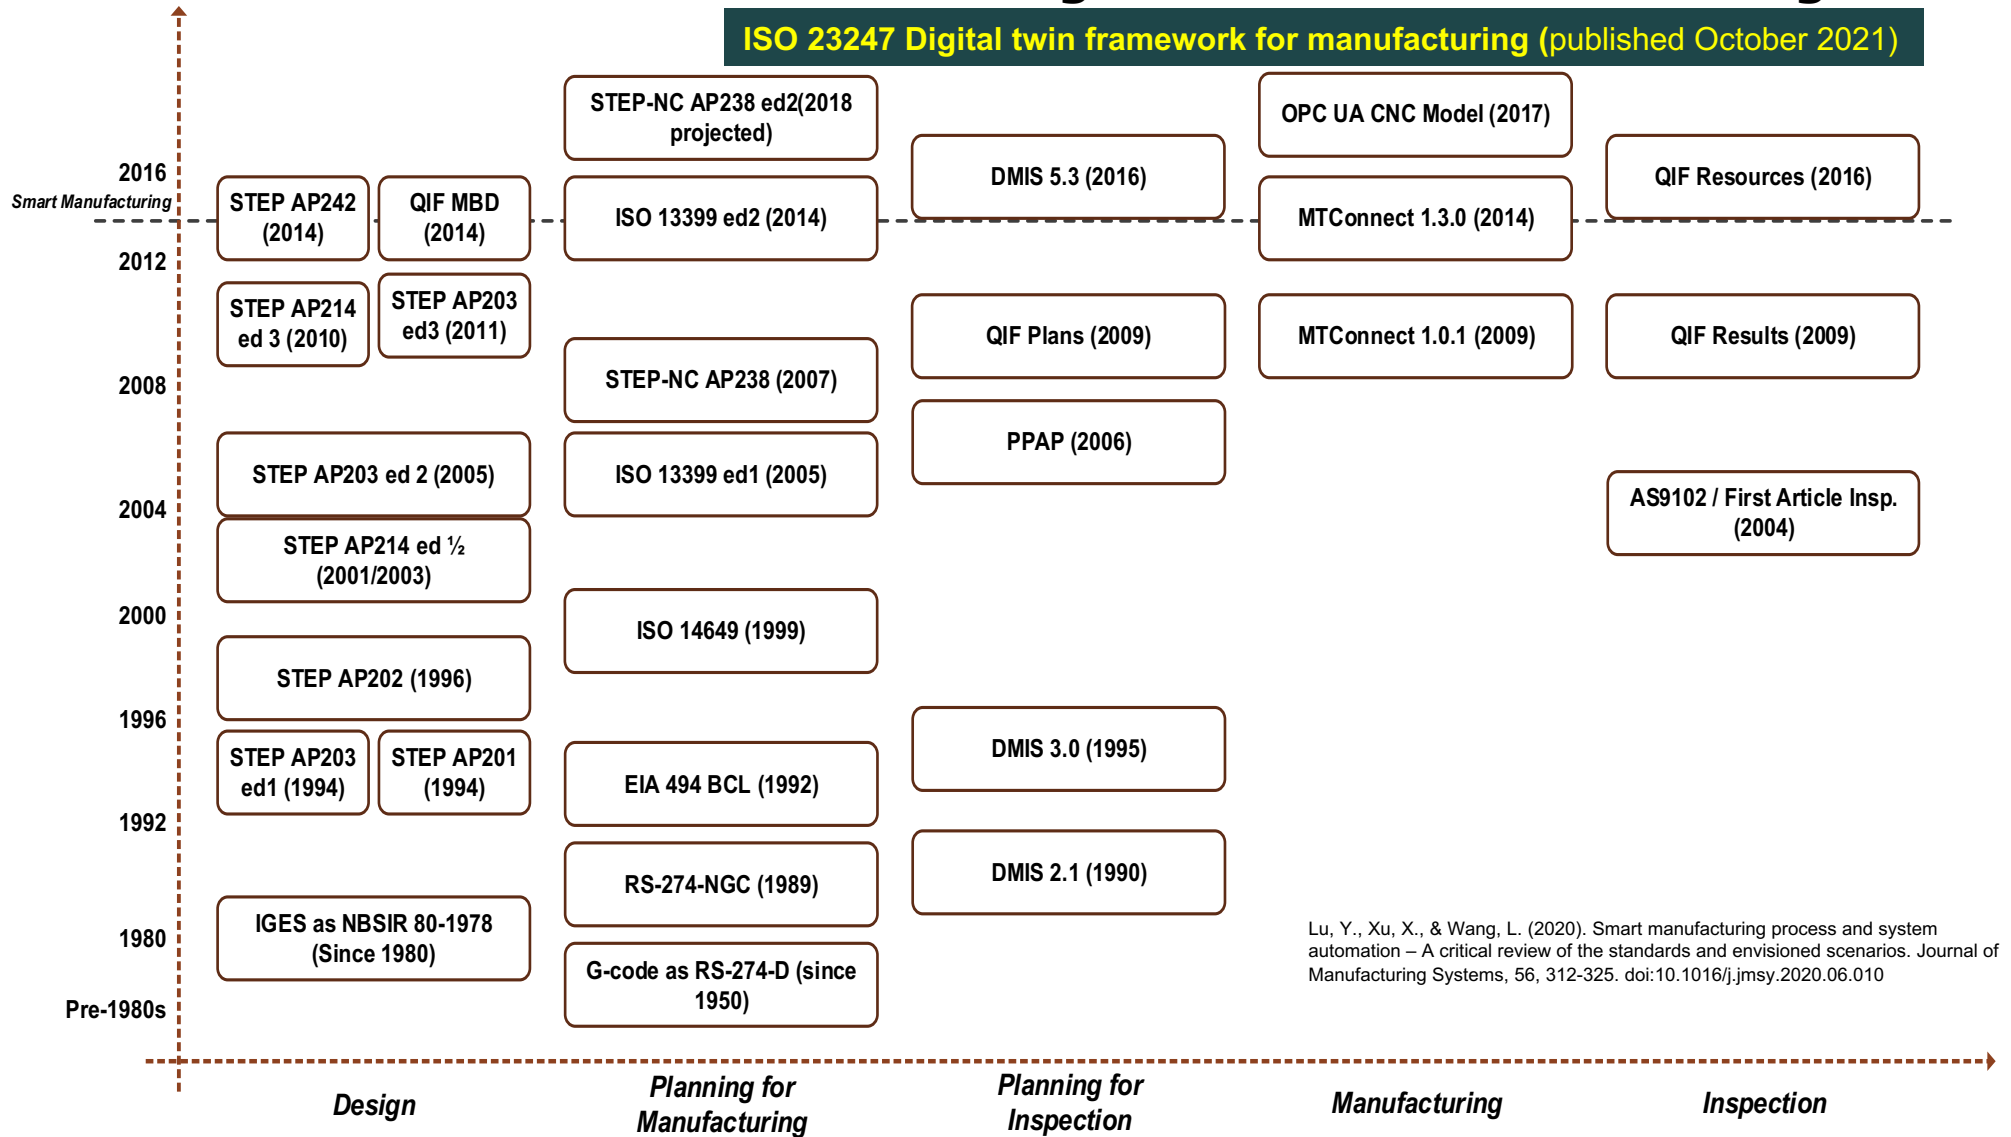 ISO 23247 Digital twin framework for manufacturing (published October 2021)
STEP-NC AP238 ed2(2018
projected)
OPC UA CNC Model (2017)
2016
Smart Manufacturing
STEP AP242
(2014)
QIF MBD
(2014)
ISO 13399 ed2 (2014)
DMIS 5.3 (2016)
MTConnect 1.3.0 (2014)
QIF Resources (2016)
2012
STEP AP214
ed 3 (2010)
STEP AP203
ed3 (2011)
QIF Plans (2009)
MTConnect 1.0.1 (2009)
QIF Results (2009)
2008
STEP-NC AP238 (2007)
PPAP (2006)
STEP AP203 ed 2 (2005)
ISO 13399 ed1 (2005)
AS9102 / First Article Insp.
(2004)
2004
STEP AP214 ed ½
(2001/2003)
2000
ISO 14649 (1999)
STEP AP202 (1996)
1996
STEP AP203
ed1 (1994)
STEP AP201
(1994)
EIA 494 BCL (1992)
DMIS 3.0 (1995)
1992
RS-274-NGC (1989)
DMIS 2.1 (1990)
IGES as NBSIR 80-1978
(Since 1980)
1980
G-code as RS-274-D (since
1950)
Pre-1980s
Lu, Y., Xu, X., & Wang, L. (2020). Smart manufacturing process and system
automation – A critical review of the standards and envisioned scenarios. Journal of
Manufacturing Systems, 56, 312-325. doi:10.1016/j.jmsy.2020.06.010
Design
Planning for
Manufacturing
Planning for
Inspection
Manufacturing
Inspection